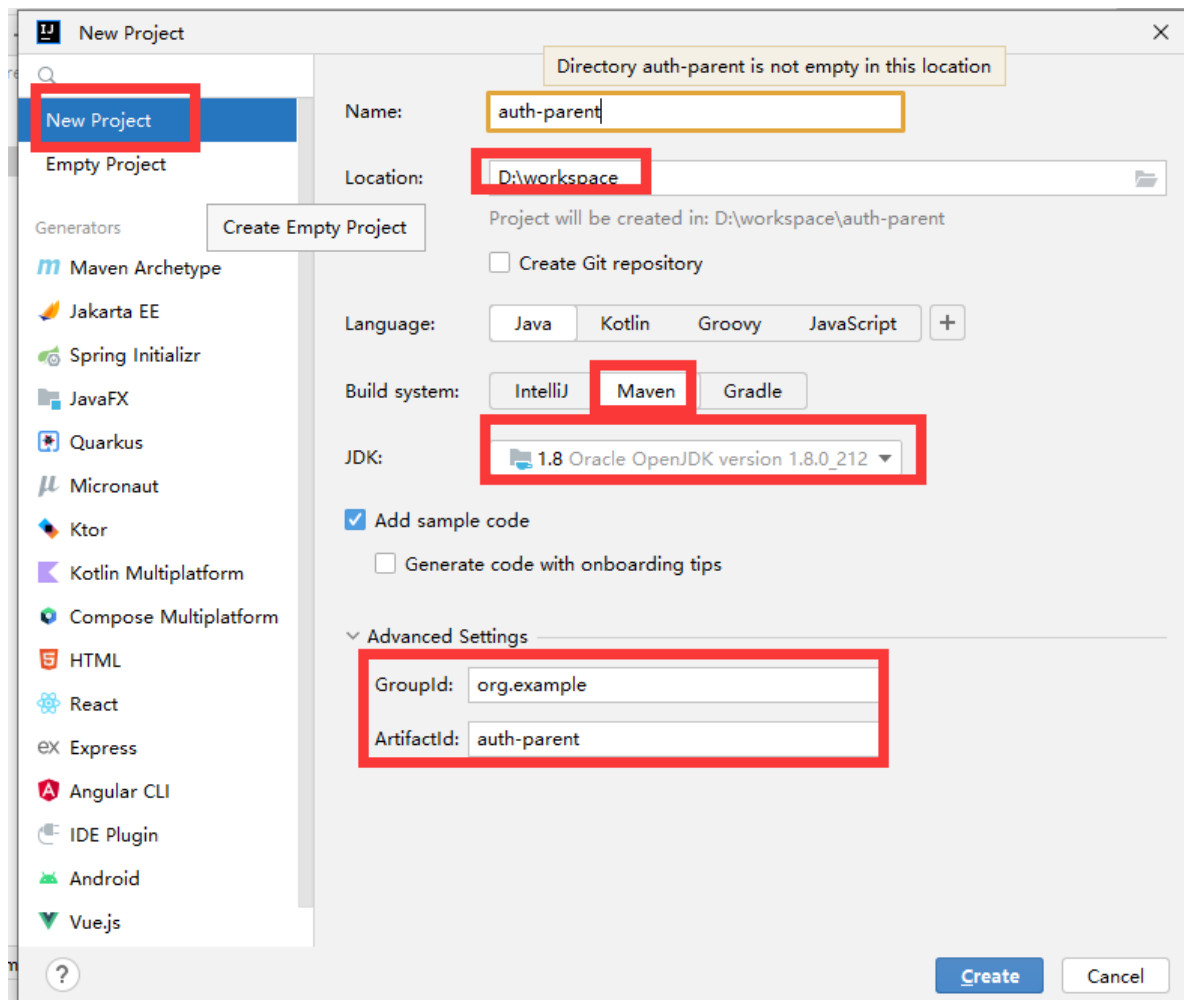 New Project
Directory auth-parent is not empty in this location
New Project
Empty Project
Create Empty Project
Generators
Maven Archetype
Jakarta EE
Spring Initializr
JavaFX
Quarkus
Micronaut
Ktor
Kotlin Multiplatform
Compose Multiplatform
HTML
React
Express
Angular CLI
IDE Plugin
Android
Vue.js
Name: auth-parent
Location: D:\workspace
Project will be created in: D:\workspace\auth-parent
Create Git repository
Language: Java Kotlin Groovy JavaScript +
Build system: IntelliJ Maven Gradle
JDK: 1.8 Oracle OpenJDK version 1.8.0_212
Add sample code
Generate code with onboarding tips
Advanced Settings
GroupId: org.example
ArtifactId: auth-parent
? Create Cancel